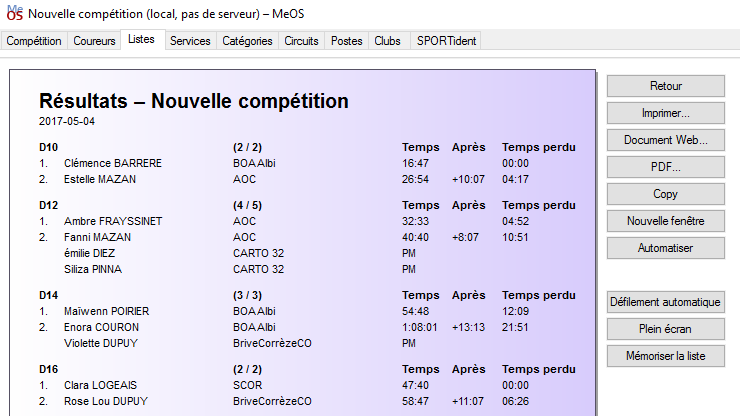 MeOS Nouvelle compétition (local, pas de serveur) – MeOS
Compétition Coureurs Listes Services Catégories Circuits Postes Clubs SPORTident
Résultats – Nouvelle compétition
2017-05-04
D10 (2 / 2) Temps Après Temps perdu
1. Clémence BARRERE BOA Albi 16:47 00:00
2. Estelle MAZAN AOC 26:54 +10:07 04:17
D12 (4 / 5) Temps Après Temps perdu
1. Ambre FRAYSSINET AOC 32:33 04:52
2. Fanni MAZAN AOC 40:40 +8:07 10:51
émilie DIEZ CARTO 32 PM
Siliza PINNA CARTO 32 PM
D14 (3 / 3) Temps Après Temps perdu
1. Maïwenn POIRIER BOA Albi 54:48 12:09
2. Enora COURON BOA Albi 1:08:01 +13:13 21:51
Violette DUPUY BriveCorrèzeCO PM
D16 (2 / 2) Temps Après Temps perdu
1. Clara LOGEAIS SCOR 47:40 00:00
2. Rose Lou DUPUY BriveCorrèzeCO 58:47 +11:07 06:26
Retour
Imprimer...
Document Web...
PDF...
Copy
Nouvelle fenêtre
Automatiser
Défilement automatique
Plein écran
Mémoriser la liste